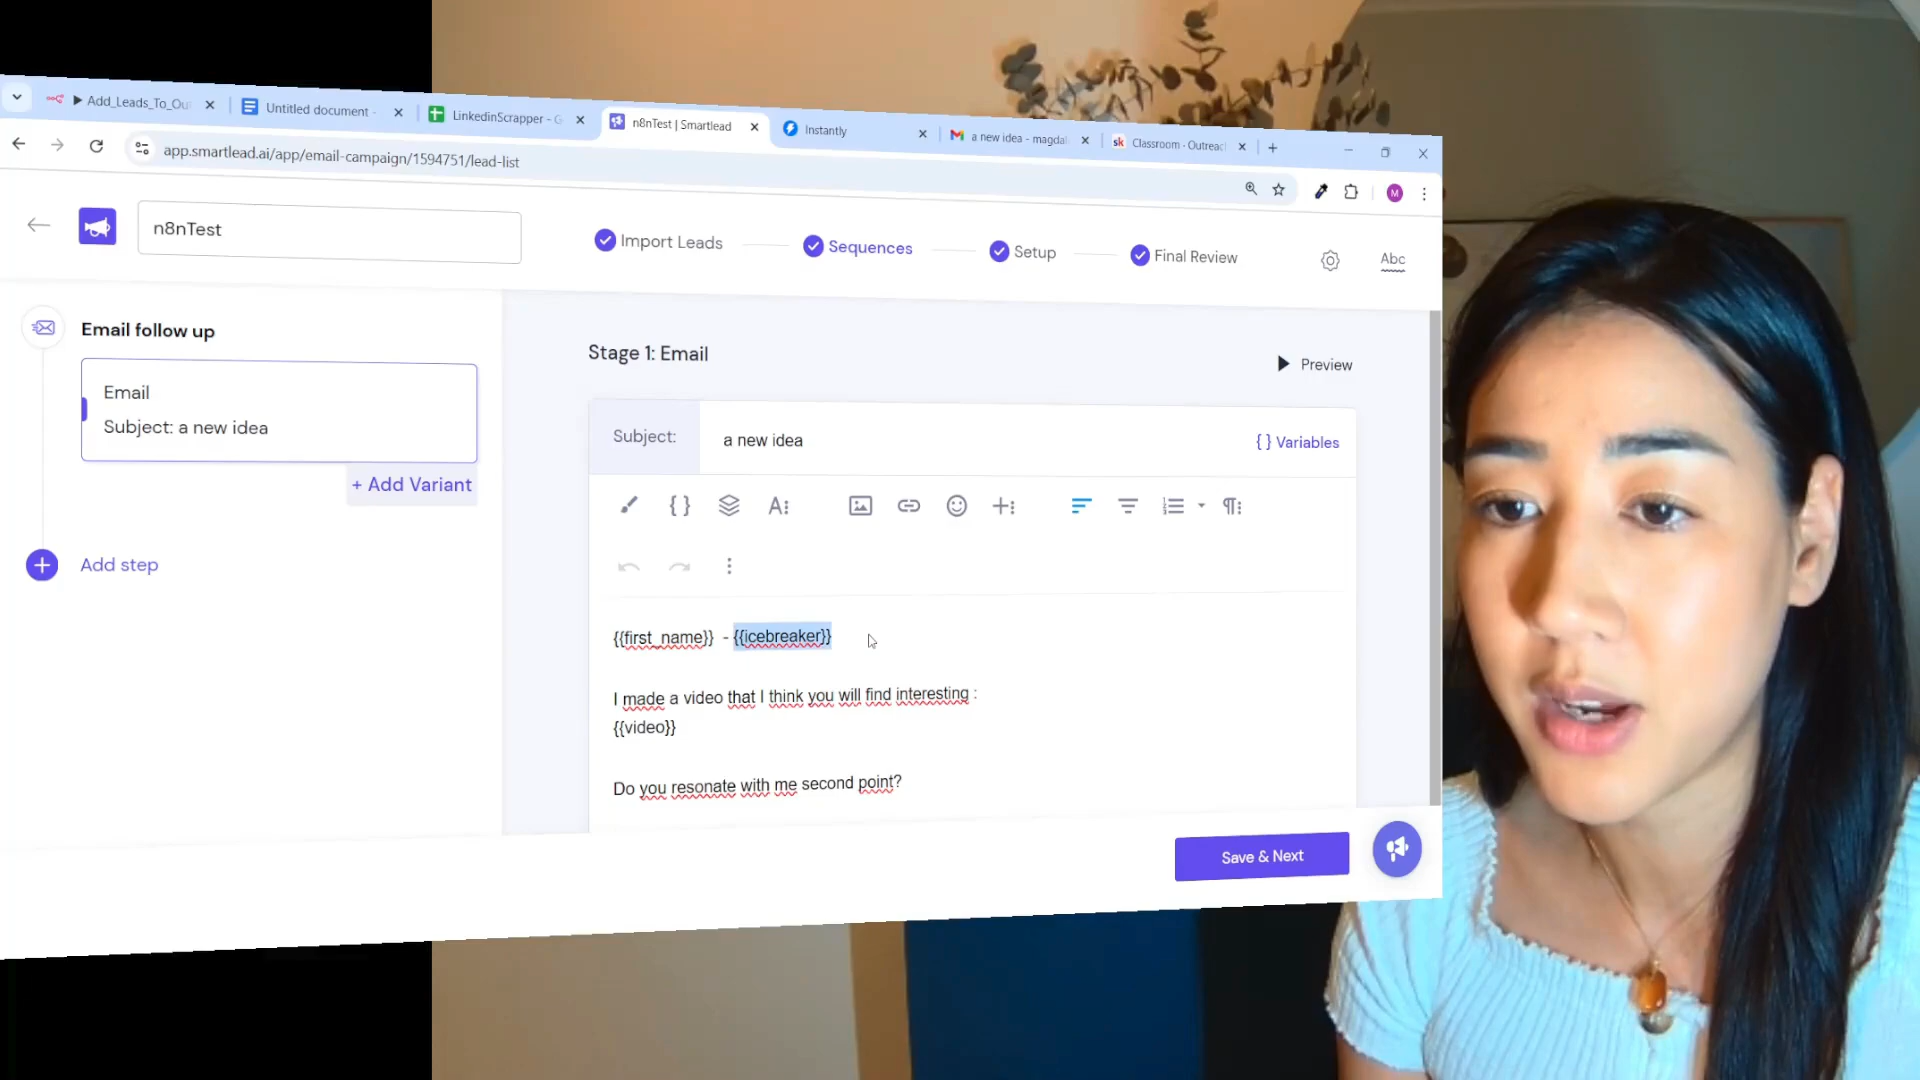 Add_Leads_To_Ou
Untitled document -
LinkedinScrapper - G
n8nTest | Smartlead
Instantly
a new idea - magdal
sk Classroom - Outreac
app.smartlead.ai/app/email-campaign/1594751/lead-list
M
n8nTest
Import Leads
Sequences
Setup
Final Review
Abc
Email follow up
Email
Subject: a new idea
+ Add Variant
Add step
Stage 1: Email
Preview
Subject: a new idea
{ } Variables
{{first_name}} - {{icebreaker}}
I made a video that I think you will find interesting :
{{video}}
Do you resonate with me second point?
Save & Next